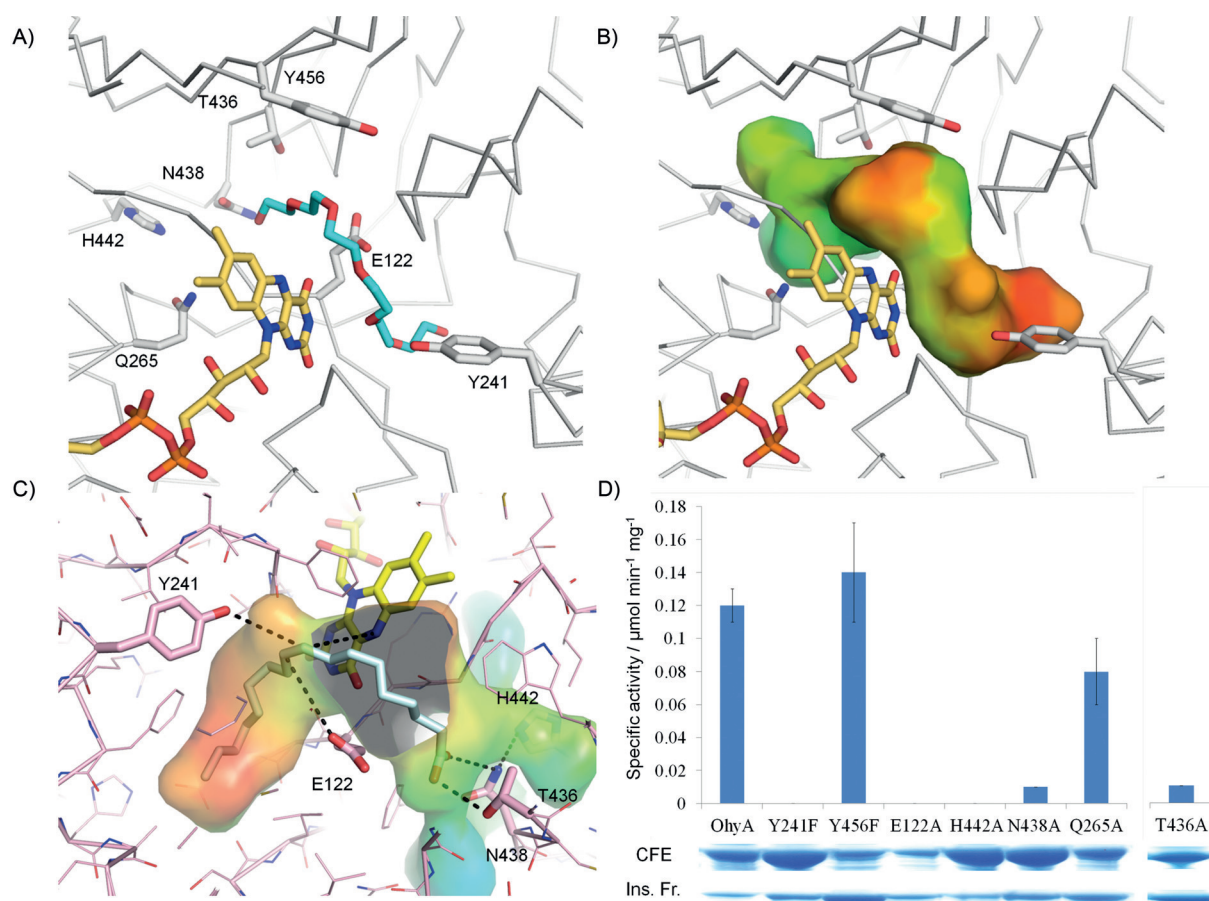 A)
Y456
T436
N438
H442
E122
Q265
Y241
B)
C)
Y241
H442
E122
T436
N438
D)
Specific activity / µmol min⁻¹ mg⁻¹
0.18
0.16
0.14
0.12
0.1
0.08
0.06
0.04
0.02
0
OhyA Y241F Y456F E122A H442A N438A Q265A T436A
CFE
Ins. Fr.